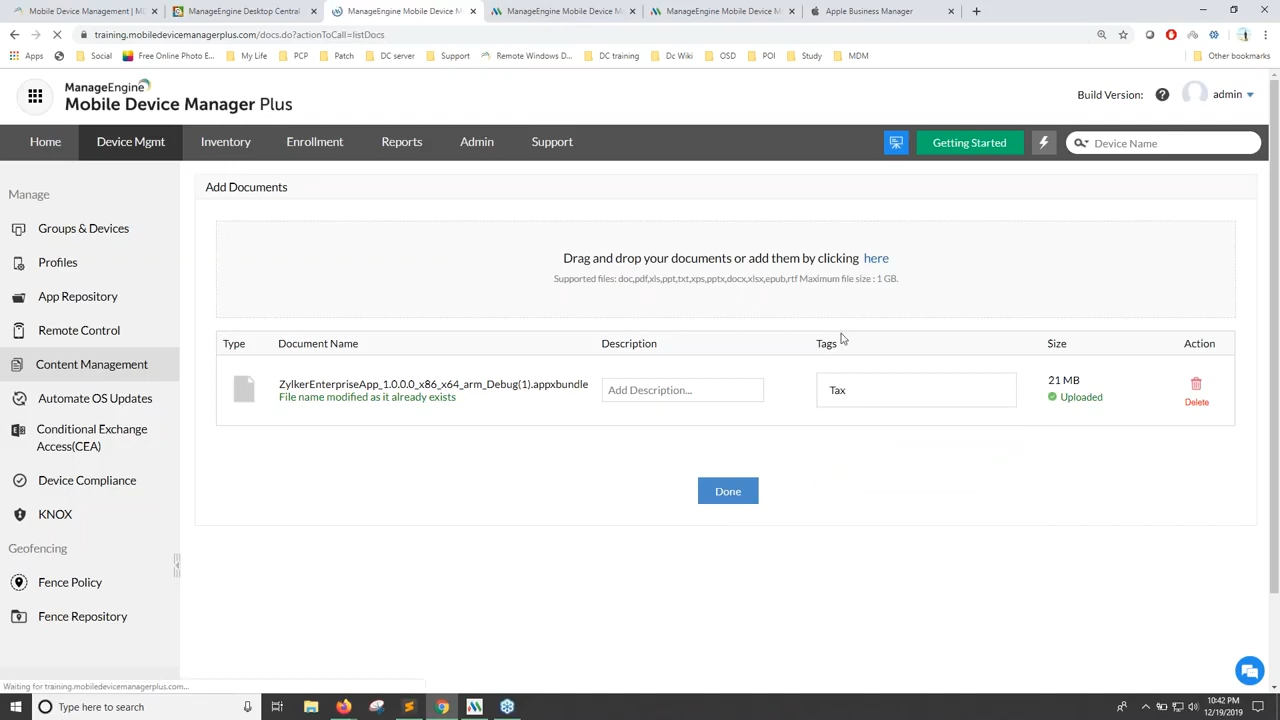 Mobile Device Management | MD
ManageEngine Desktop Central
ManageEngine Mobile Device M
ManageEngine Mobile Device M
ManageEngine Mobile Device M
Apple Business Manager
training.mobiledevicemanagerplus.com/docs.do?actionToCall=listDocs
Apps
Social
Free Online Photo E...
My Life
PCP
Patch
DC server
Support
Remote Windows D...
DC training
Dc Wiki
OSD
POI
Study
MDM
Other bookmarks
ManageEngine
Mobile Device Manager Plus
Build Version:
admin
Home
Device Mgmt
Inventory
Enrollment
Reports
Admin
Support
Getting Started
Device Name
Manage
Groups & Devices
Profiles
App Repository
Remote Control
Content Management
Automate OS Updates
Conditional Exchange
Access(CEA)
Device Compliance
KNOX
Geofencing
Fence Policy
Fence Repository
Add Documents
Drag and drop your documents or add them by clicking here
Supported files: doc,pdf,xls,ppt,txt,xps,pptx,docx,xlsx,epub,rtf Maximum file size : 1 GB.
Type
Document Name
Description
Tags
Size
Action
ZylkerEnterpriseApp_1.0.0.0_x86_x64_arm_Debug(1).appxbundle
File name modified as it already exists
Add Description...
Tax
21 MB
Uploaded
Delete
Done
Waiting for training.mobiledevicemanagerplus.com...
Type here to search
10:42 PM
12/19/2019